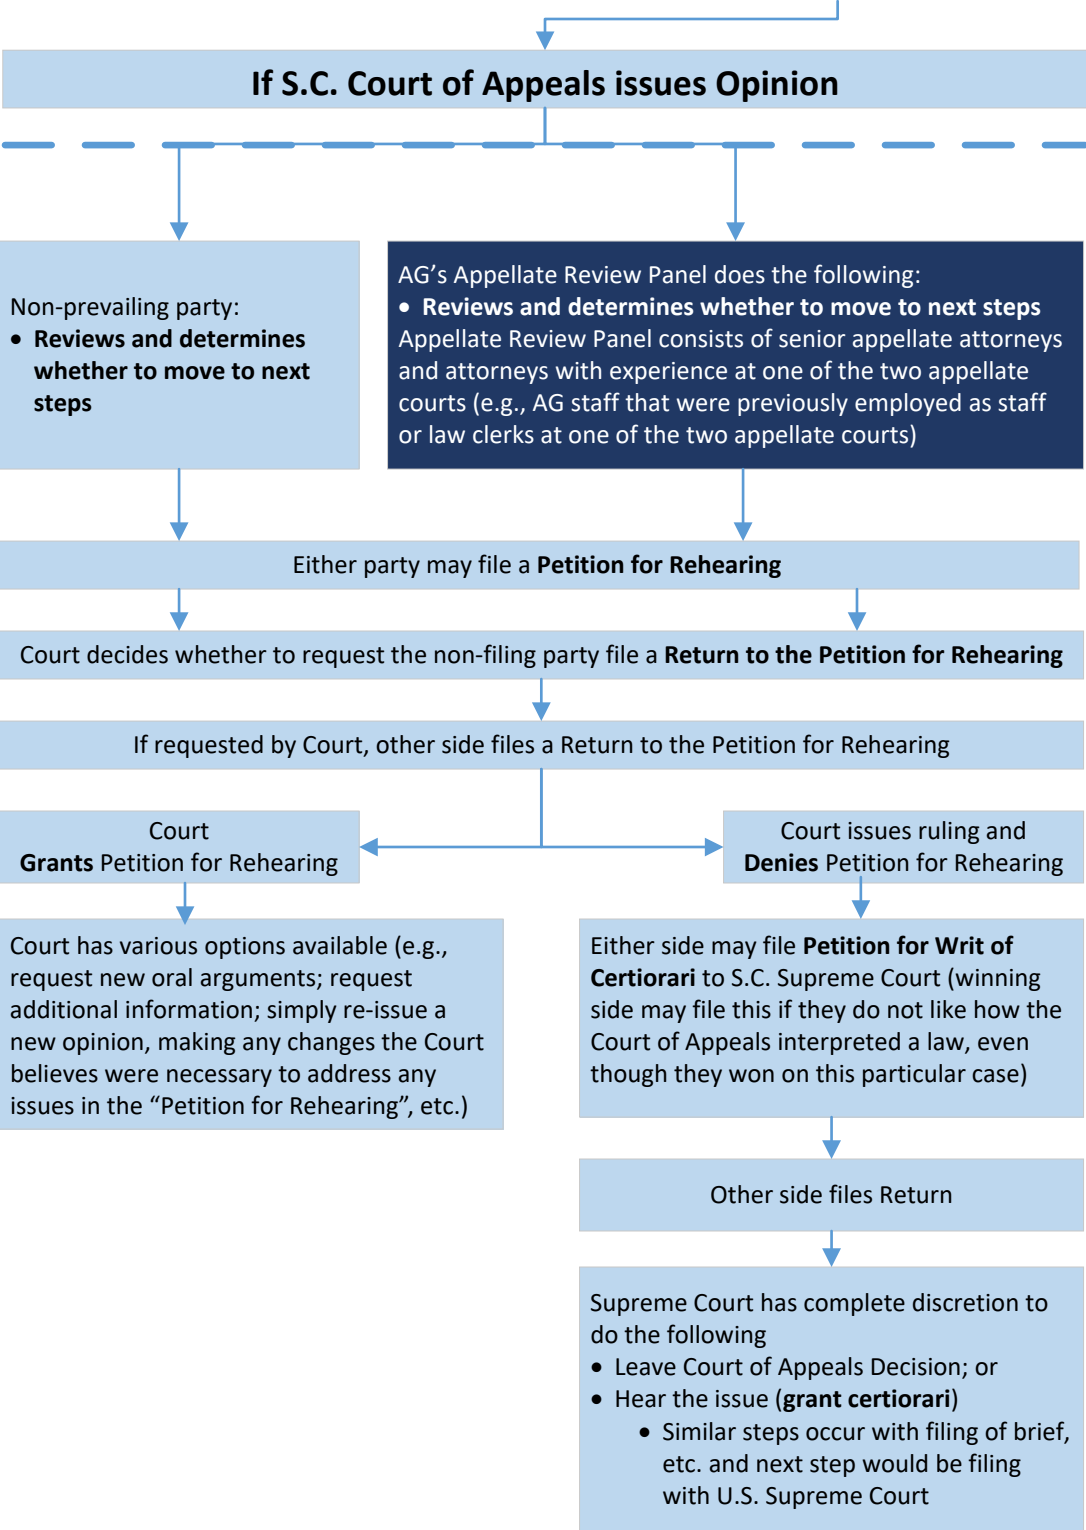 If S.C. Court of Appeals issues Opinion
Non-prevailing party:
• Reviews and determines
whether to move to next
steps
AG’s Appellate Review Panel does the following:
• Reviews and determines whether to move to next steps
Appellate Review Panel consists of senior appellate attorneys
and attorneys with experience at one of the two appellate
courts (e.g., AG staff that were previously employed as staff
or law clerks at one of the two appellate courts)
Either party may file a Petition for Rehearing
Court decides whether to request the non-filing party file a Return to the Petition for Rehearing
If requested by Court, other side files a Return to the Petition for Rehearing
Court
Grants Petition for Rehearing
Court issues ruling and
Denies Petition for Rehearing
Court has various options available (e.g.,
request new oral arguments; request
additional information; simply re-issue a
new opinion, making any changes the Court
believes were necessary to address any
issues in the “Petition for Rehearing”, etc.)
Either side may file Petition for Writ of
Certiorari to S.C. Supreme Court (winning
side may file this if they do not like how the
Court of Appeals interpreted a law, even
though they won on this particular case)
Other side files Return
Supreme Court has complete discretion to
do the following
• Leave Court of Appeals Decision; or
• Hear the issue (grant certiorari)
• Similar steps occur with filing of brief,
etc. and next step would be filing
with U.S. Supreme Court